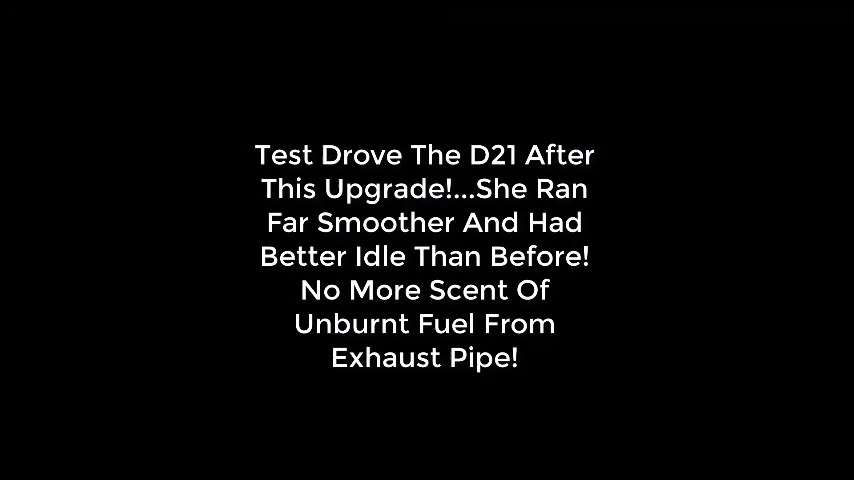 Test Drove The D21 After
This Upgrade!...She Ran
Far Smoother And Had
Better Idle Than Before!
No More Scent Of
Unburnt Fuel From
Exhaust Pipe!